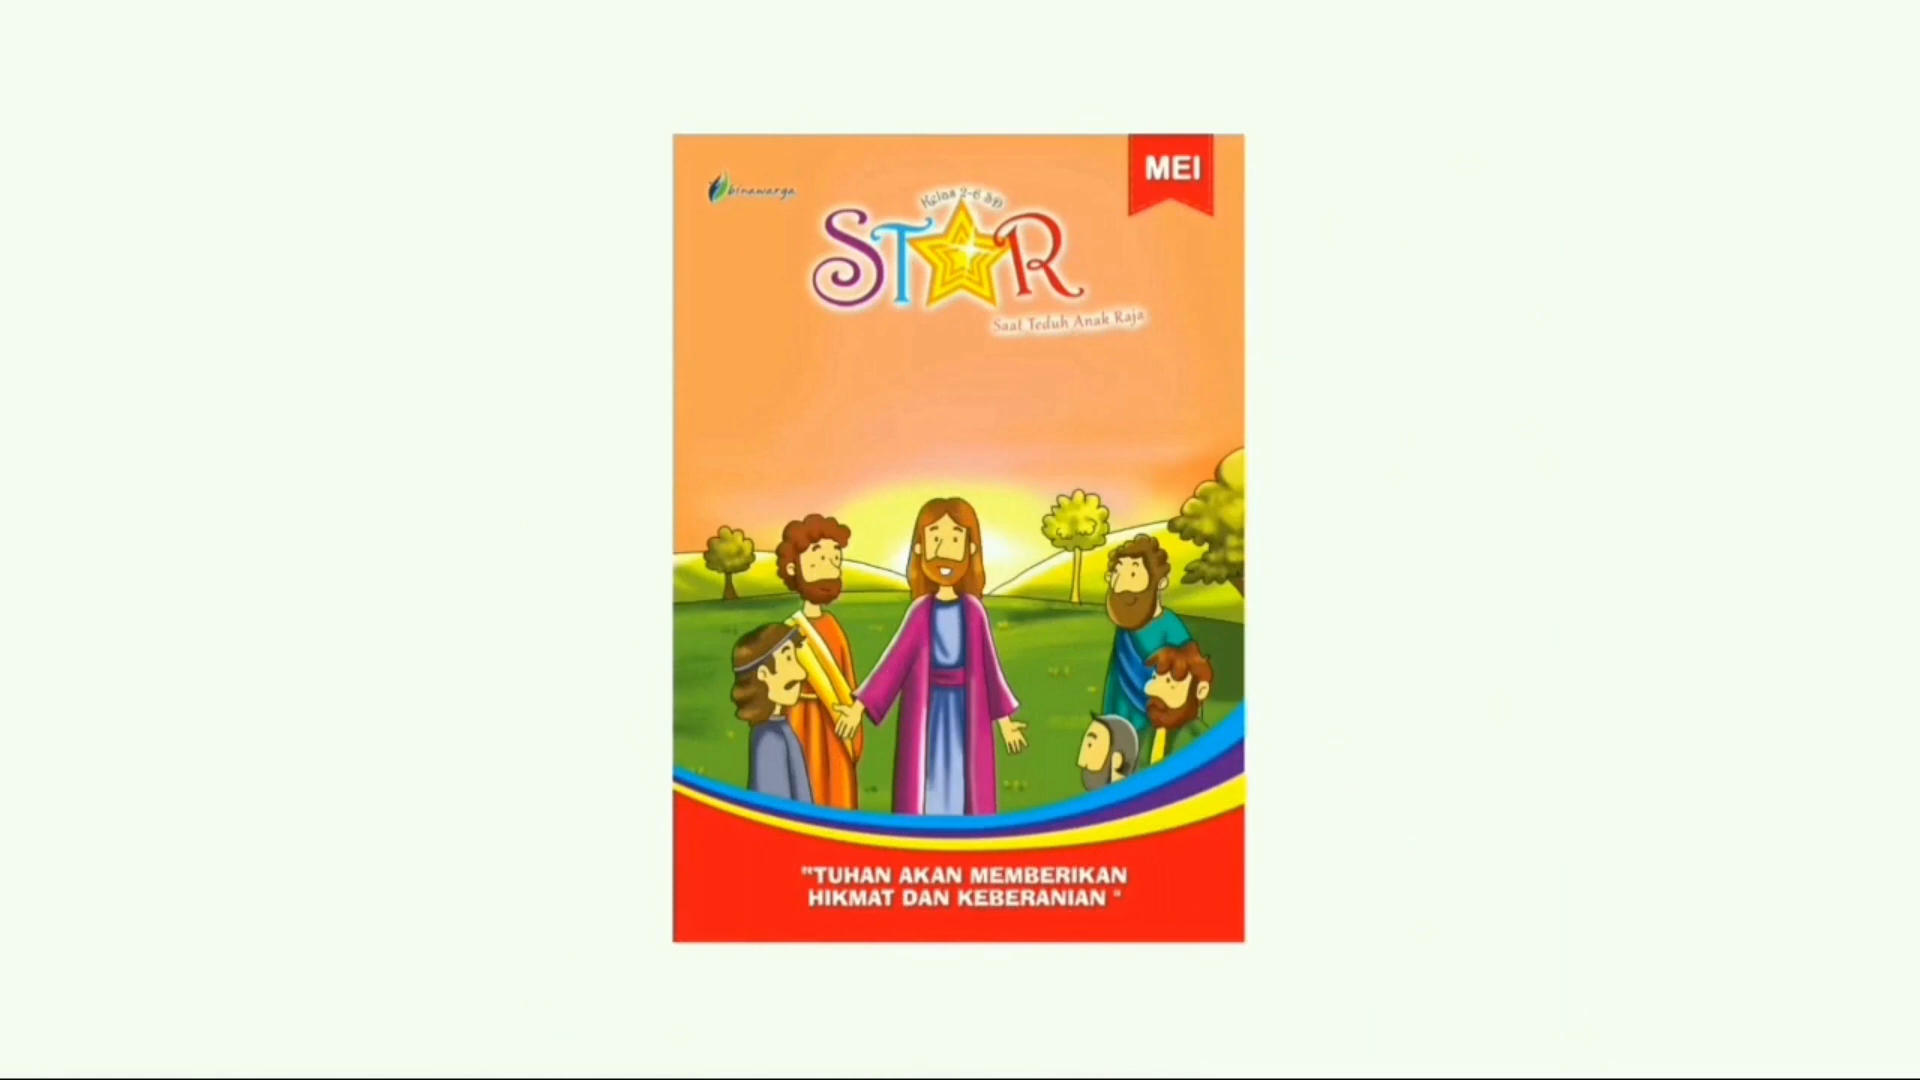 MEI
binawarga
Kelas 2-6 SD
STAR
Saat Teduh Anak Raja
"TUHAN AKAN MEMBERIKAN
HIKMAT DAN KEBERANIAN "